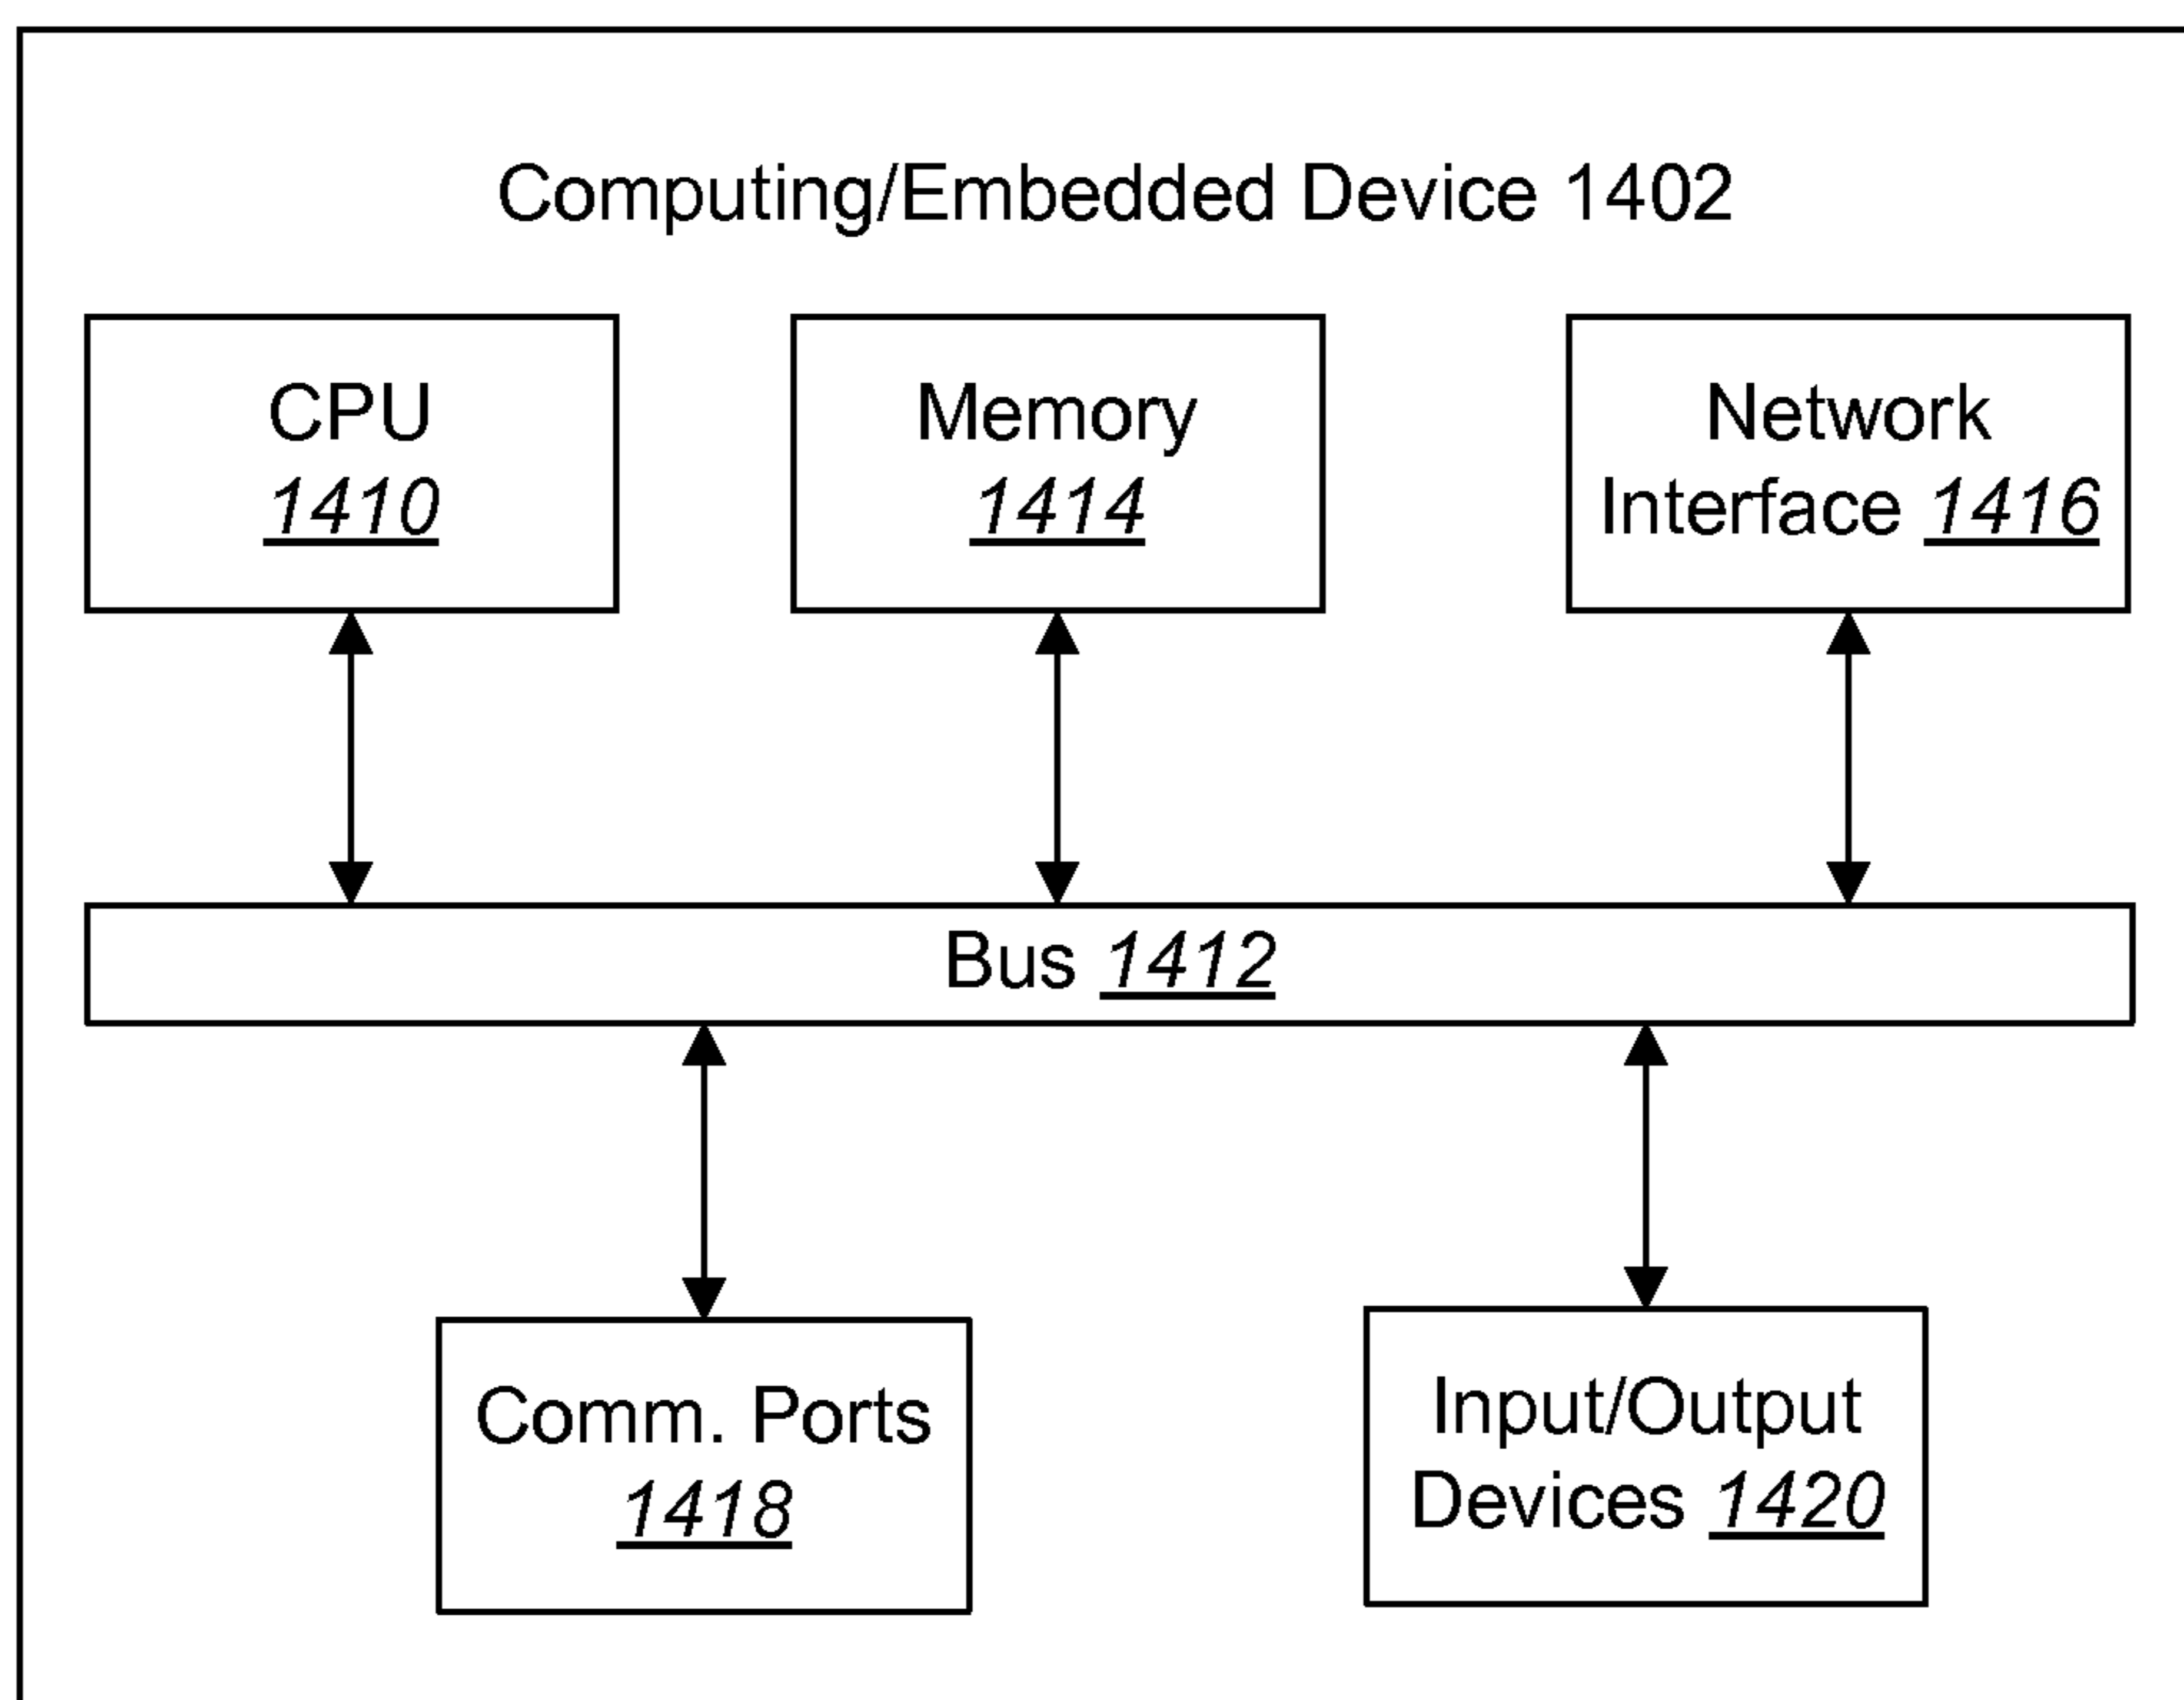 Computing/Embedded Device 1402
CPU
1410
Memory
1414
Network
Interface 1416
Bus 1412
Comm. Ports
1418
Input/Output
Devices 1420